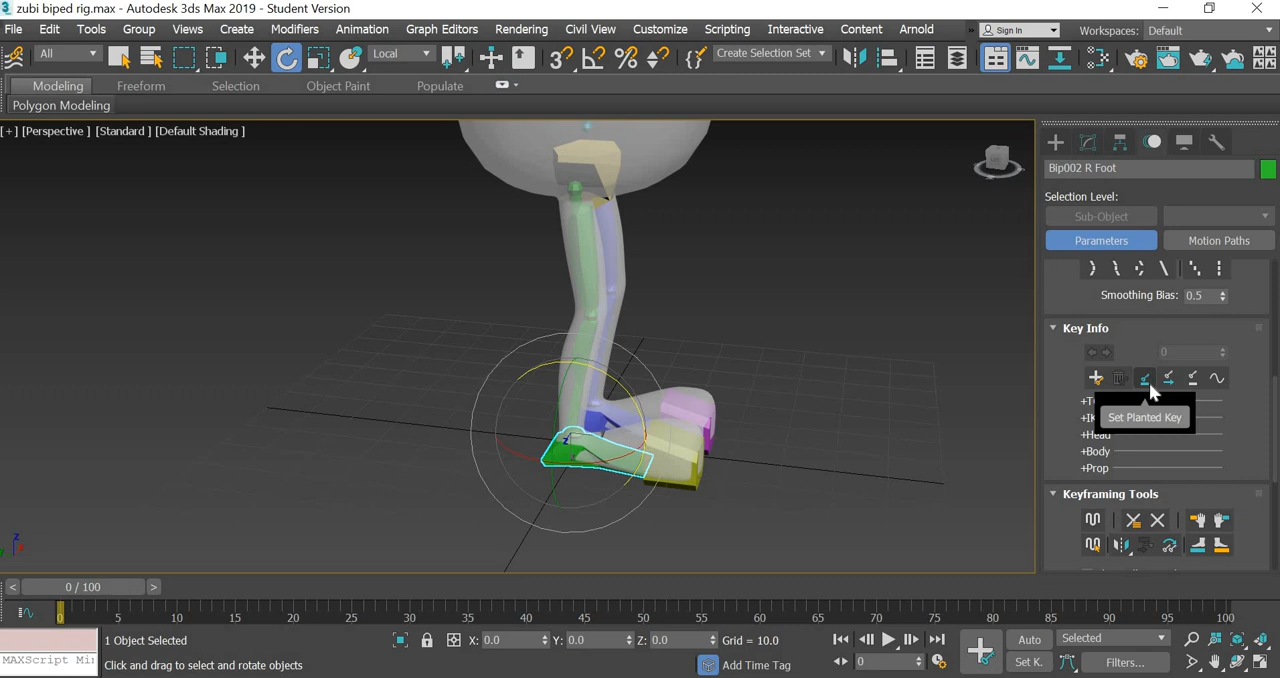 zubi biped rig.max - Autodesk 3ds Max 2019 - Student Version
File Edit Tools Group Views Create Modifiers Animation Graph Editors Rendering Civil View Customize Scripting Interactive Content Arnold » Sign In Workspaces: Default
All Local Create Selection Set
Modeling Freeform Selection Object Paint Populate
Polygon Modeling
[+] [Perspective ] [Standard ] [Default Shading ]
Bip002 R Foot
Selection Level:
Sub-Object
Parameters Motion Paths
Smoothing Bias: 0.5
Key Info
0
Set Planted Key
+Head
+Body
+Prop
Keyframing Tools
z
z
< 0 / 100 >
0 5 10 15 20 25 30 35 40 45 50 55 60 65 70 75 80 85 90 95 100
1 Object Selected X: 0.0 Y: 0.0 Z: 0.0 Grid = 10.0 Auto Selected
MAXScript Mi Click and drag to select and rotate objects Add Time Tag 0 Set K. Filters...